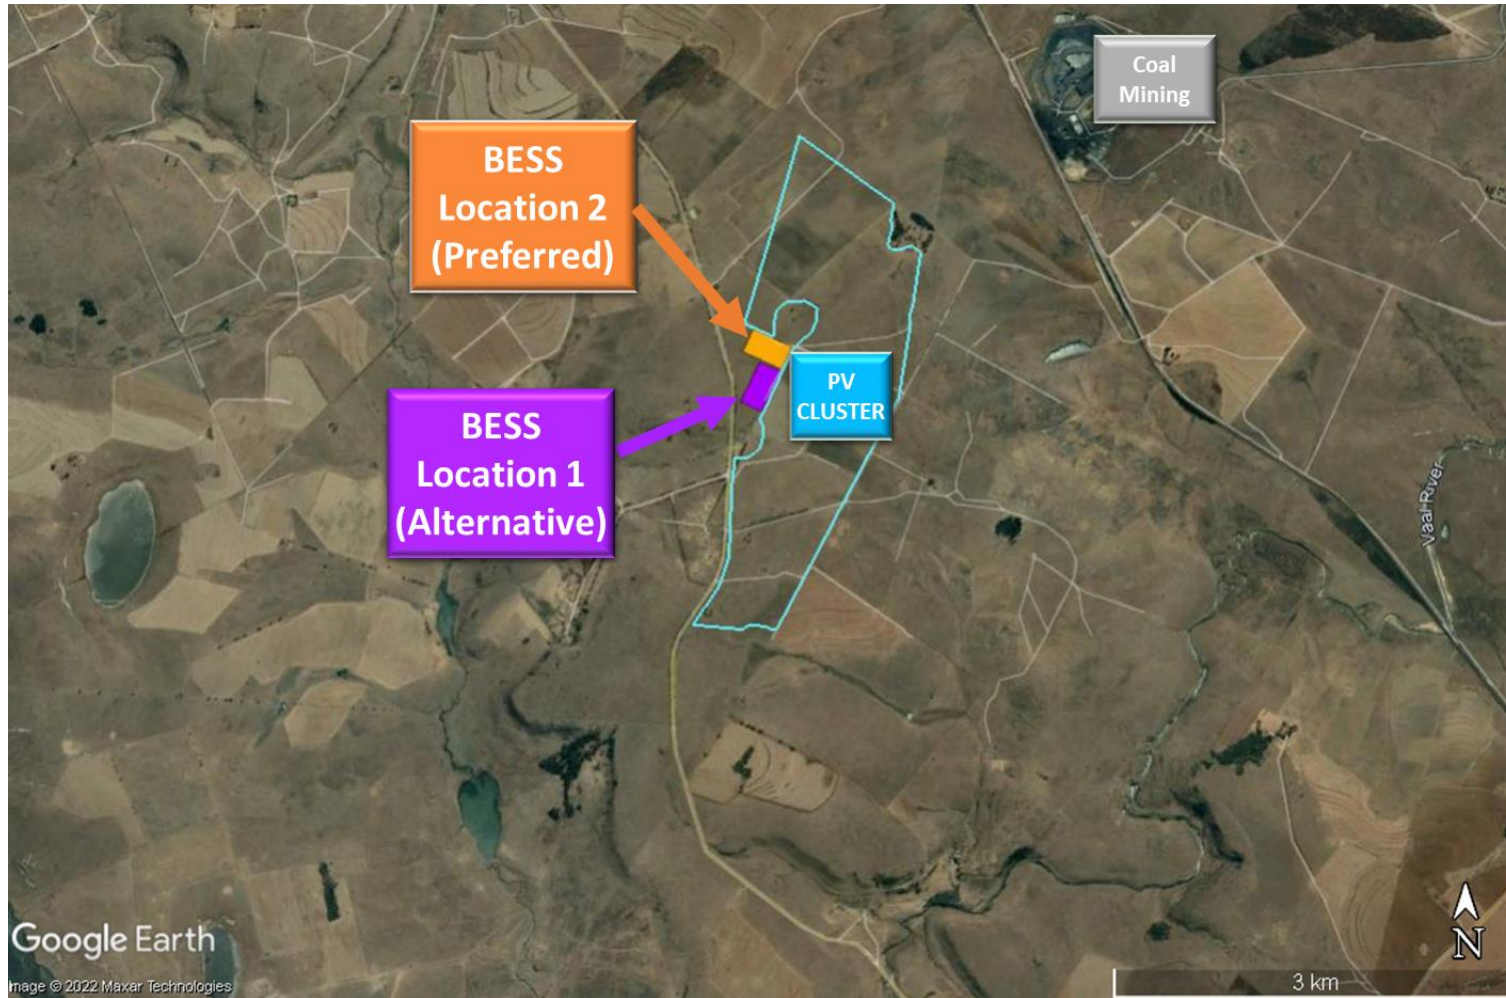 Coal
Mining
BESS
Location 2
(Preferred)
PV
CLUSTER
BESS
Location 1
(Alternative)
Vaal River
Google Earth
N
mage © 2022 Maxar Technologies
3 km